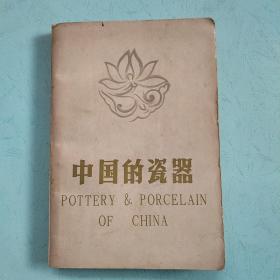 中国的瓷器
POTTERY & PORCELAIN
OF CHINA